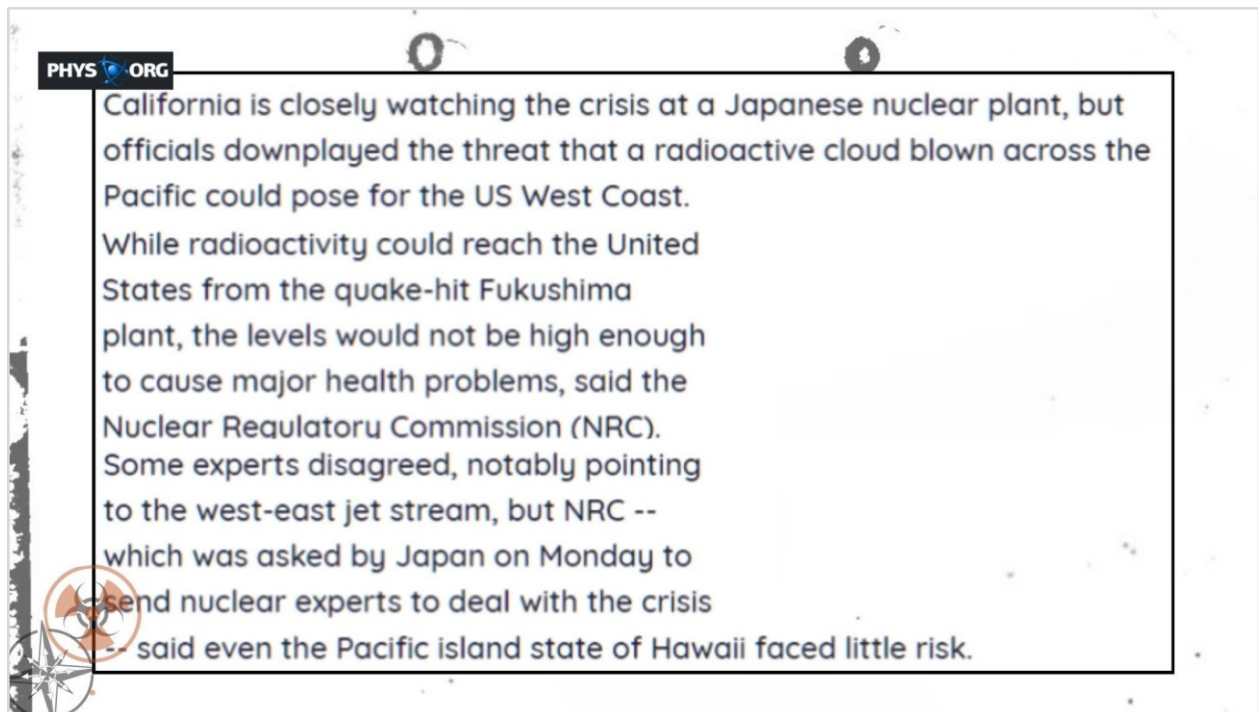 PHYS ORG
California is closely watching the crisis at a Japanese nuclear plant, but
officials downplayed the threat that a radioactive cloud blown across the
Pacific could pose for the US West Coast.
While radioactivity could reach the United
States from the quake-hit Fukushima
plant, the levels would not be high enough
to cause major health problems, said the
Nuclear Regulatory Commission (NRC).
Some experts disagreed, notably pointing
to the west-east jet stream, but NRC --
which was asked by Japan on Monday to
send nuclear experts to deal with the crisis
-- said even the Pacific island state of Hawaii faced little risk.